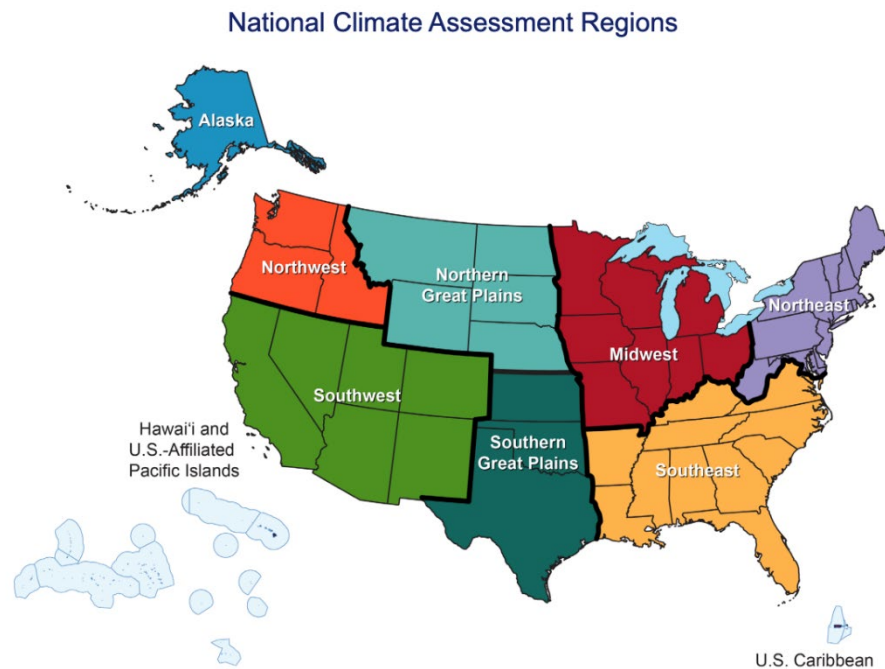 National Climate Assessment Regions
Alaska
Northwest
Northern
Great Plains
Midwest
Northeast
Southwest
Hawai‘i and
U.S.-Affiliated
Pacific Islands
Southern
Great Plains
Southeast
U.S. Caribbean